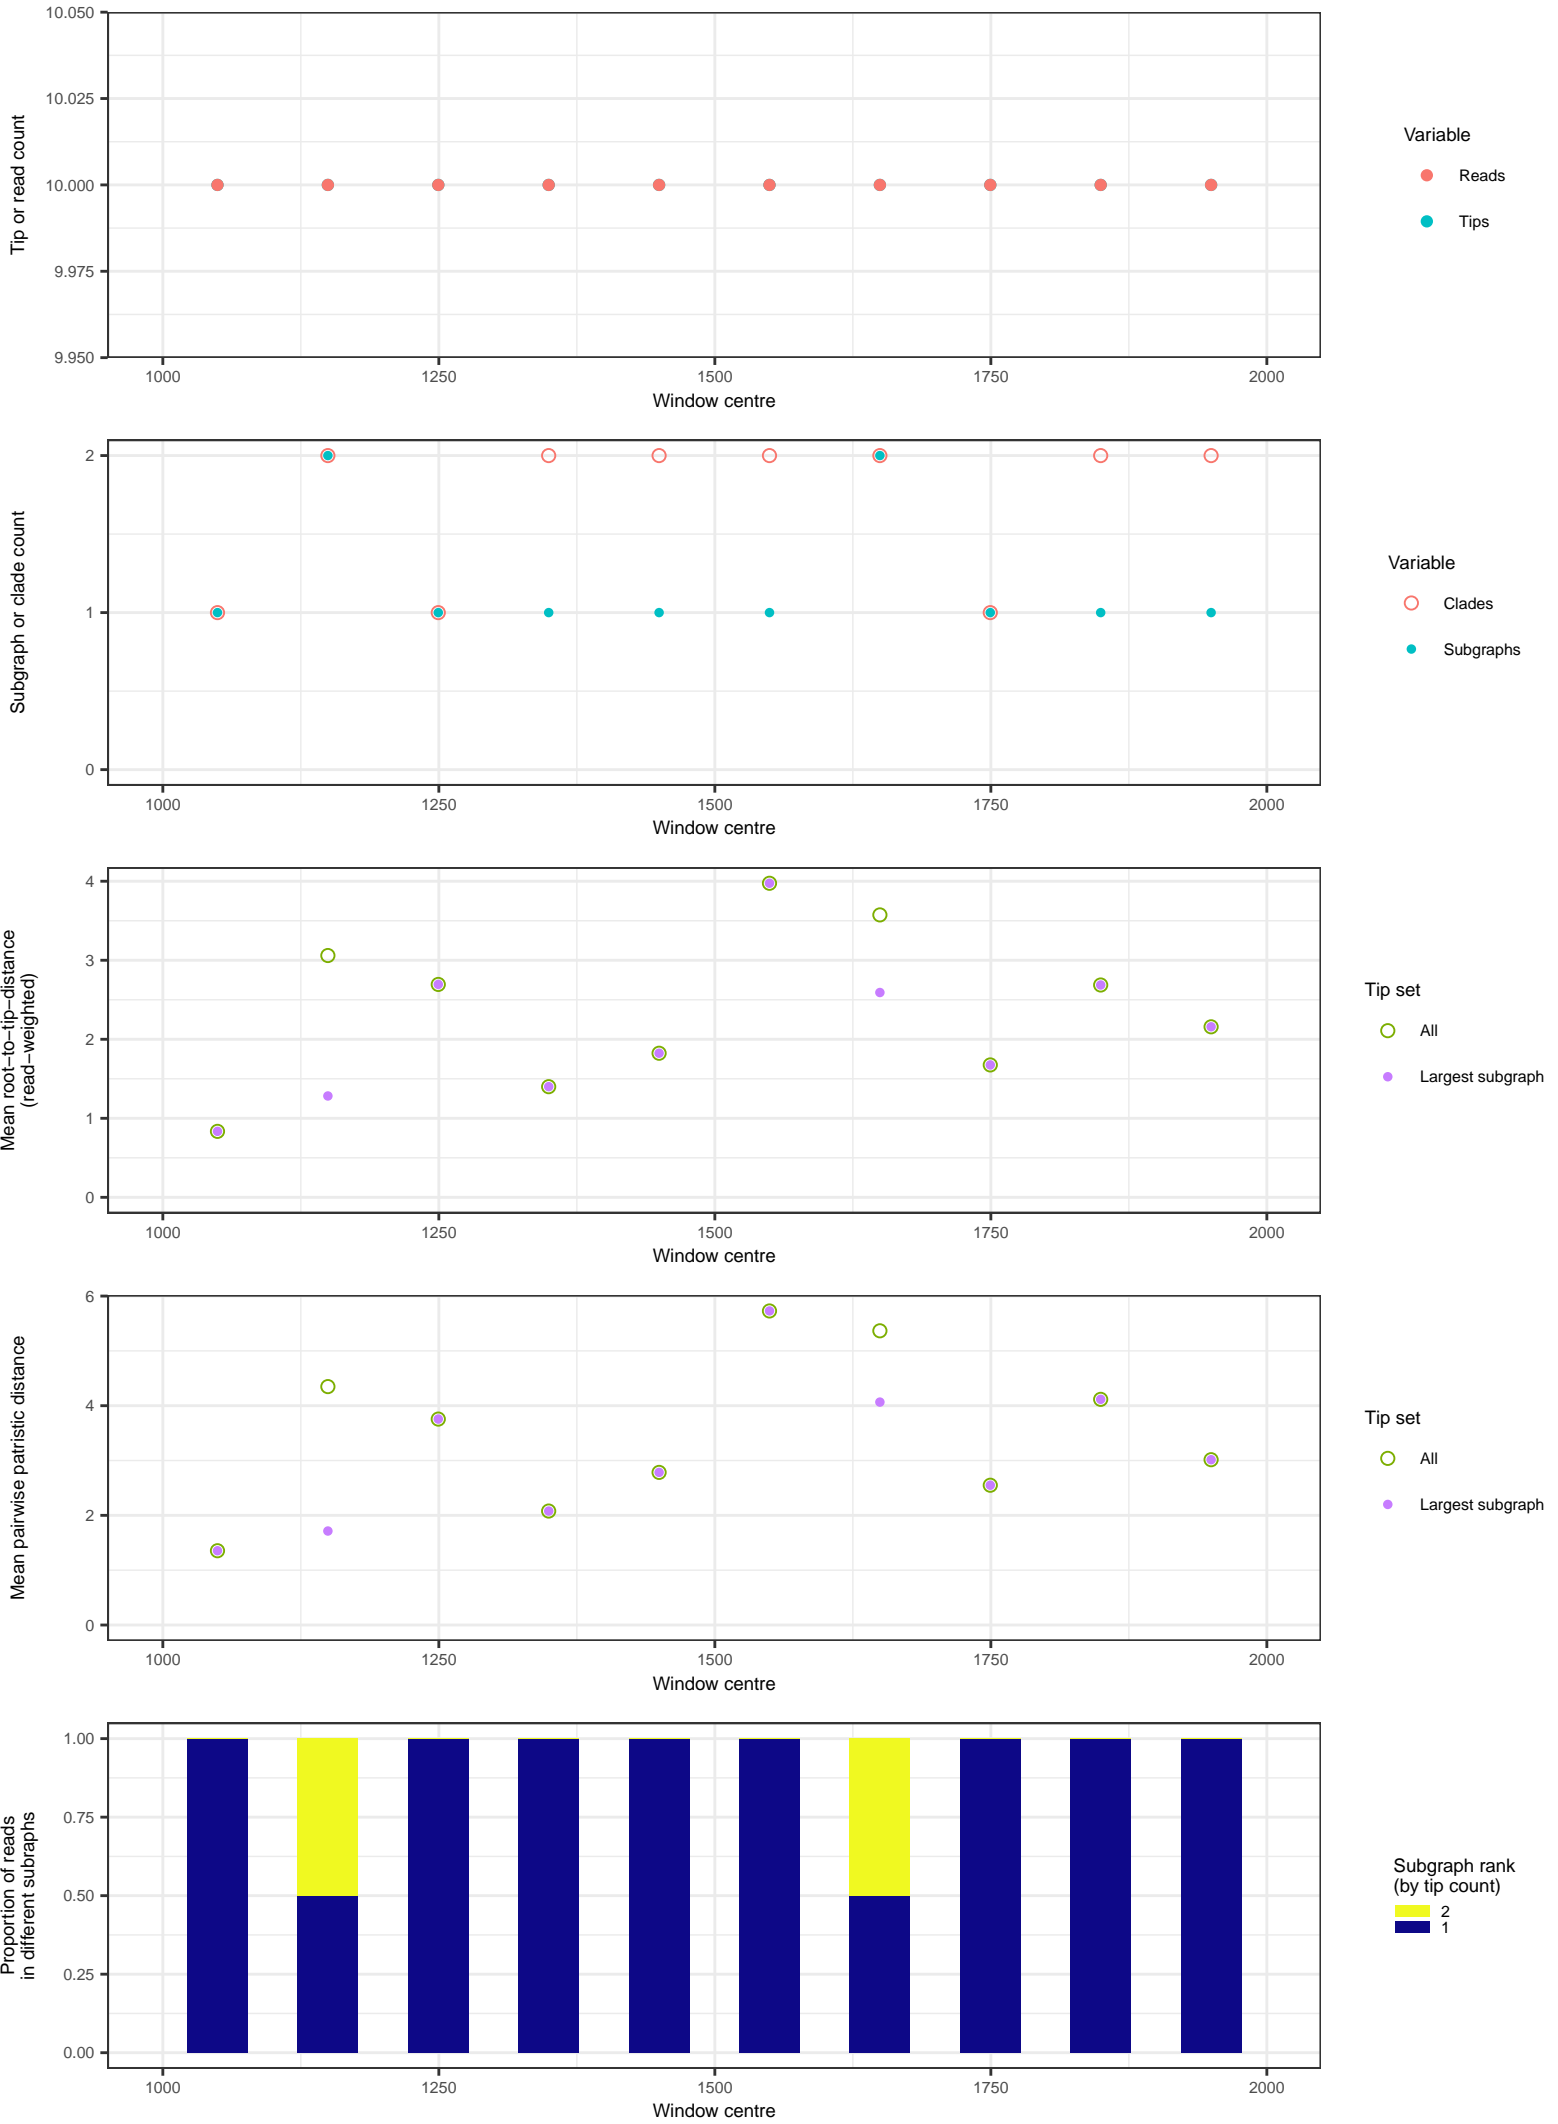 10.050
10.025
10.000
9.975
9.950
Tip or read count
1000 1250 1500 1750 2000
Window centre
Variable
Reads
Tips
2
1
0
Subgraph or clade count
1000 1250 1500 1750 2000
Window centre
Variable
Clades
Subgraphs
4
3
2
1
0
Mean root−to−tip−distance
(read−weighted)
1000 1250 1500 1750 2000
Window centre
Tip set
All
Largest subgraph
6
4
2
0
Mean pairwise patristic distance
1000 1250 1500 1750 2000
Window centre
Tip set
All
Largest subgraph
1.00
0.75
0.50
0.25
0.00
Proportion of reads
in different subraphs
1000 1250 1500 1750 2000
Window centre
Subgraph rank
(by tip count)
2
1